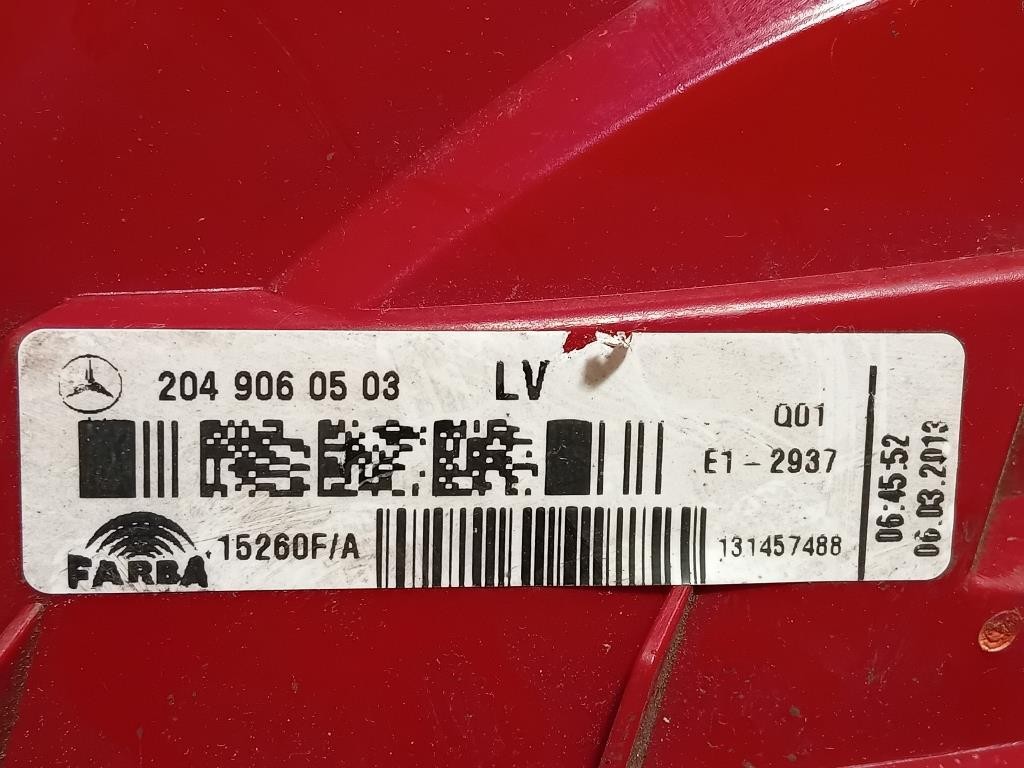 204 906 05 03 LV
Q01
E1-2937
FARBA
15260F/A
131457488
06:45:52
06.03.2013